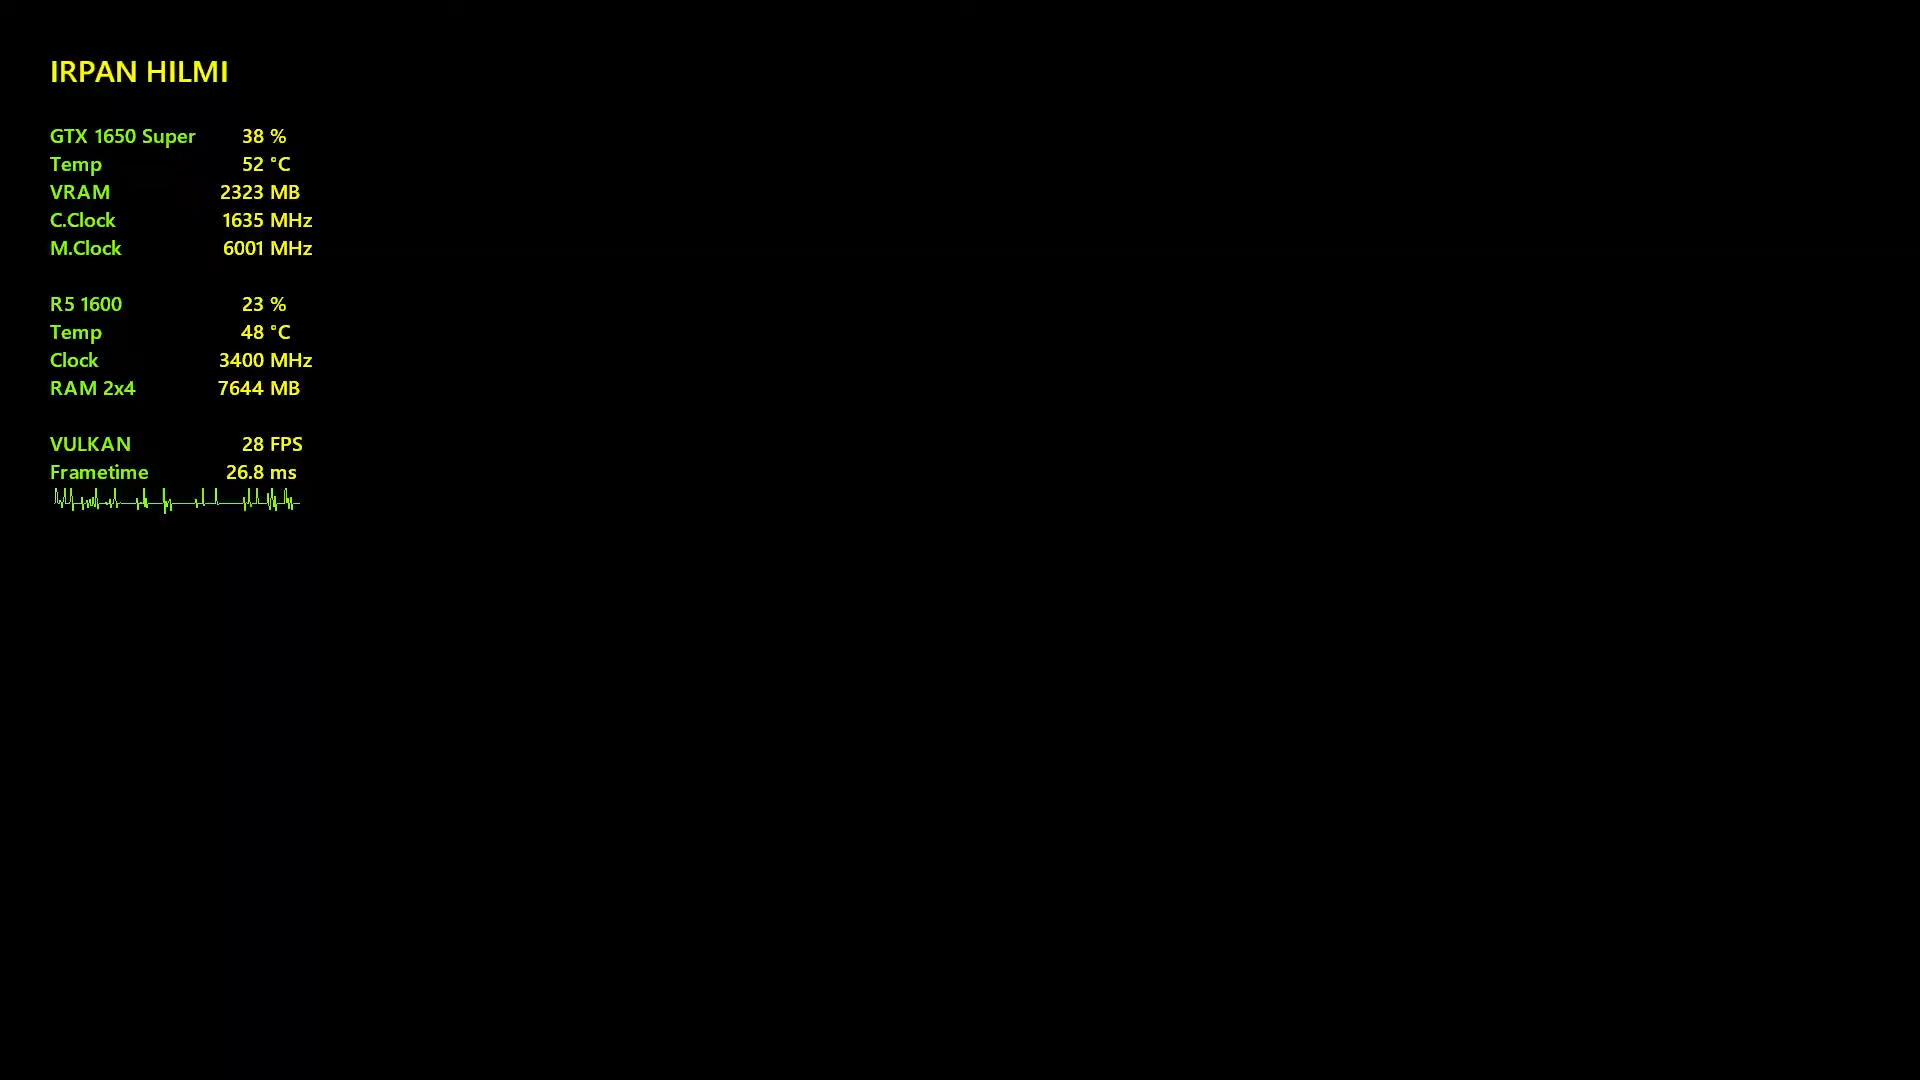 IRPAN HILMI
GTX 1650 Super 38 %
Temp 52 °C
VRAM 2323 MB
C.Clock 1635 MHz
M.Clock 6001 MHz
R5 1600 23 %
Temp 48 °C
Clock 3400 MHz
RAM 2x4 7644 MB
VULKAN 28 FPS
Frametime 26.8 ms